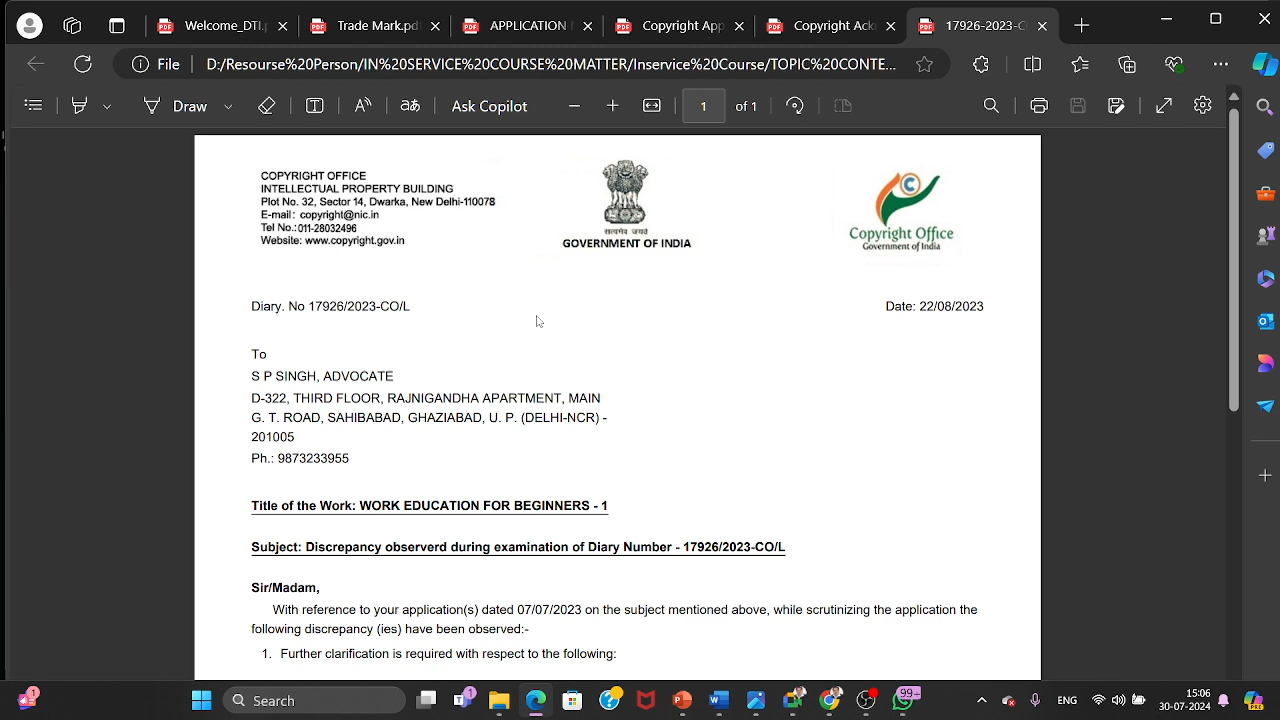 Welcome_DTI.p
Trade Mark.pd
APPLICATION
Copyright App
Copyright Ack
17926-2023-C
File
D:/Resourse%20Person/IN%20SERVICE%20COURSE%20MATTER/Inservice%20Course/TOPIC%20CONTE...
Draw
Ask Copilot
1
of 1
COPYRIGHT OFFICE
INTELLECTUAL PROPERTY BUILDING
Plot No. 32, Sector 14, Dwarka, New Delhi-110078
E-mail: copyright@nic.in
Tel No.: 011-28032496
Website: www.copyright.gov.in
सत्यमेव जयते
GOVERNMENT OF INDIA
Copyright Office
Government of India
Diary. No 17926/2023-CO/L
Date: 22/08/2023
To
S P SINGH, ADVOCATE
D-322, THIRD FLOOR, RAJNIGANDHA APARTMENT, MAIN
G. T. ROAD, SAHIBABAD, GHAZIABAD, U. P. (DELHI-NCR) -
201005
Ph.: 9873233955
Title of the Work: WORK EDUCATION FOR BEGINNERS - 1
Subject: Discrepancy observerd during examination of Diary Number - 17926/2023-CO/L
Sir/Madam,
With reference to your application(s) dated 07/07/2023 on the subject mentioned above, while scrutinizing the application the
following discrepancy (ies) have been observed:-
1. Further clarification is required with respect to the following:
Search
99+
ENG
15:06
30-07-2024